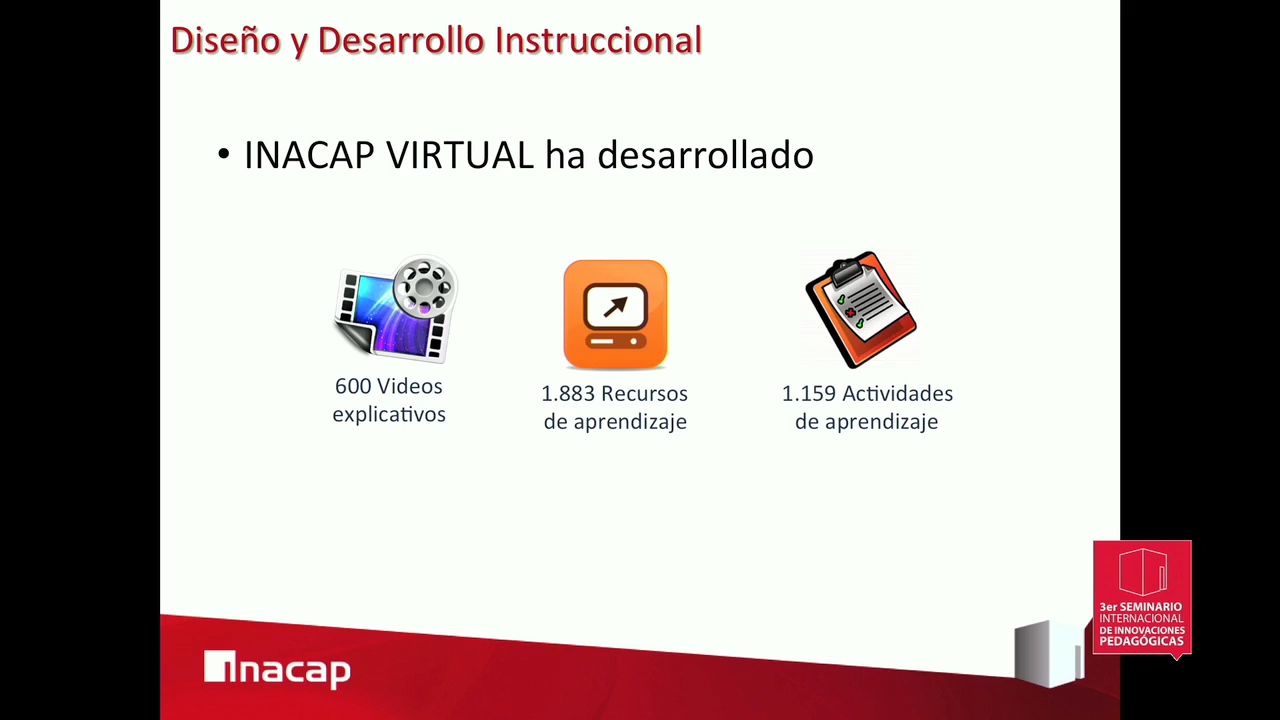 Diseño y Desarrollo Instruccional
• INACAP VIRTUAL ha desarrollado
600 Videos
explicativos
1.883 Recursos
de aprendizaje
1.159 Actividades
de aprendizaje
3er SEMINARIO
INTERNACIONAL
DE INNOVACIONES
PEDAGÓGICAS
Inacap